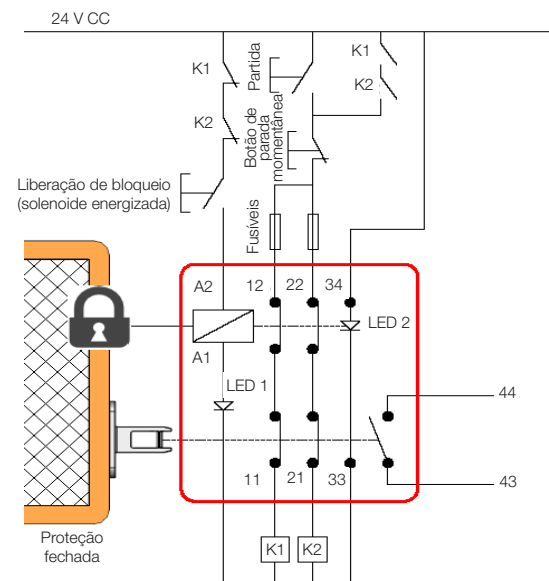 24 V CC
K1
Partida
K1
K2
K2
Botão de
parada
momentânea
Liberação de bloqueio
(solenoide energizada)
Fusíveis
A2
12
22
34
LED 2
A1
LED 1
44
11
21
33
43
Proteção
fechada
K1
K2